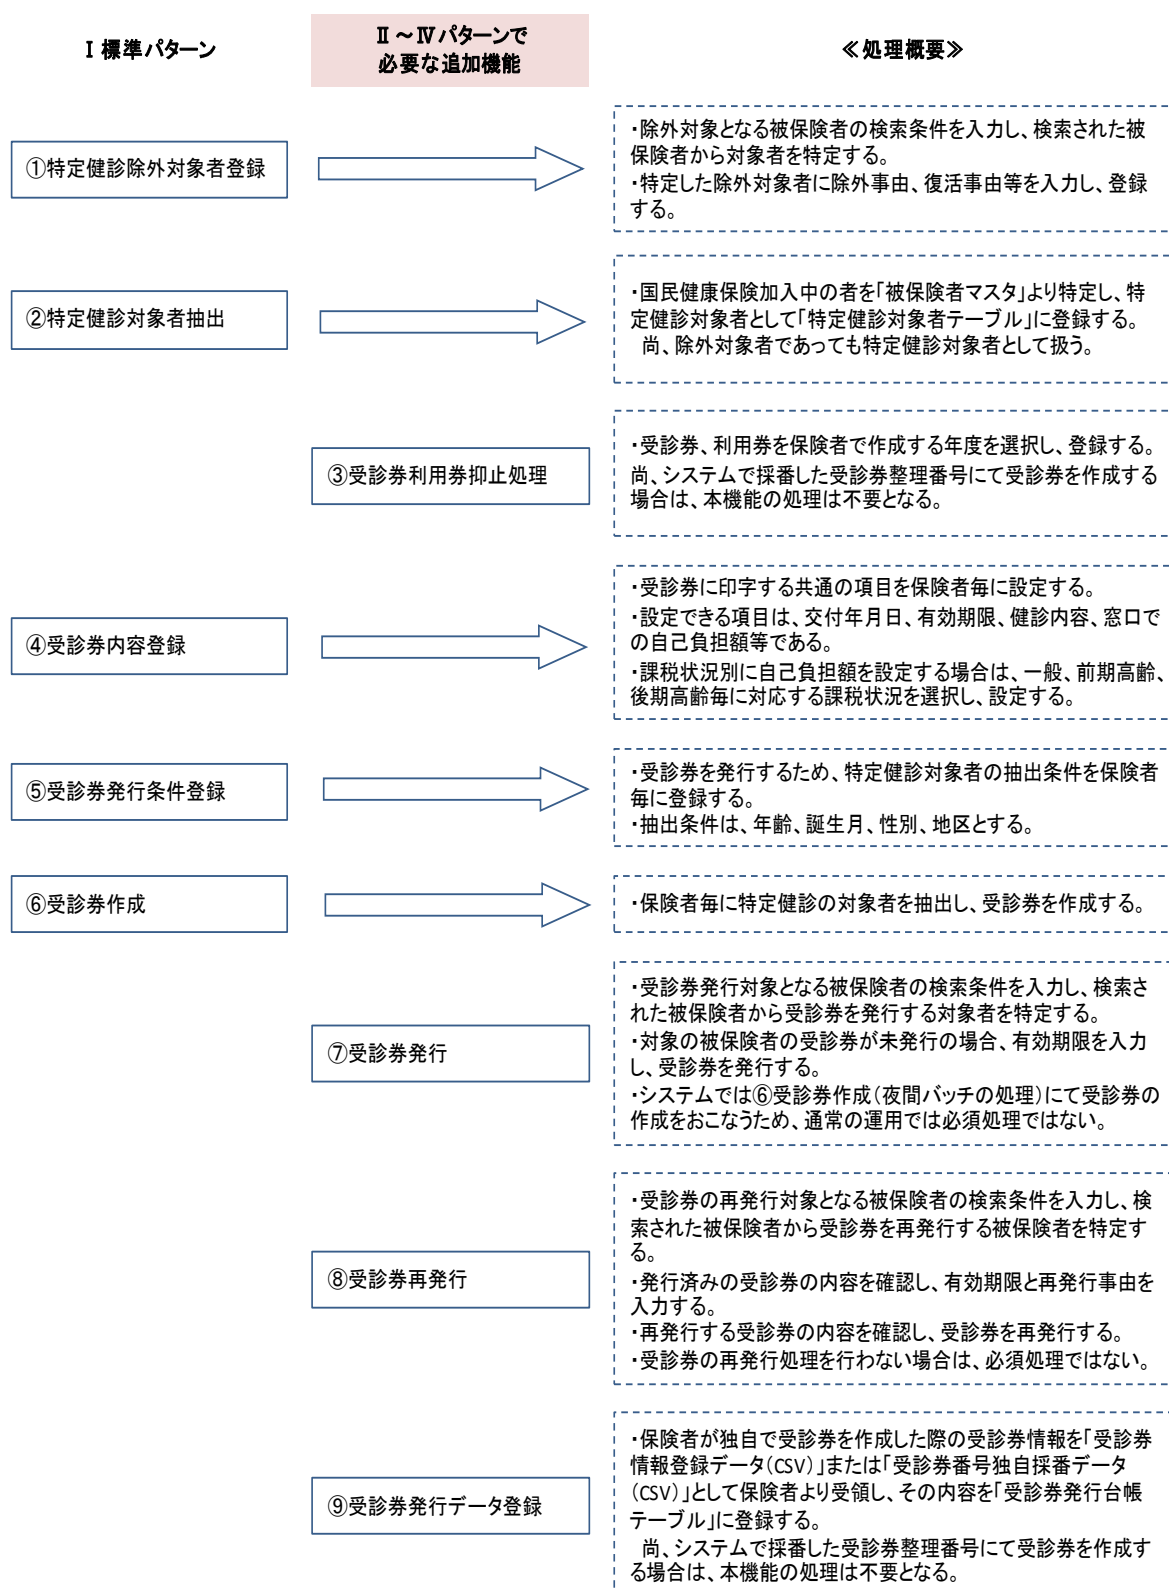 Ⅰ標準パターン
Ⅱ～Ⅳパターンで
必要な追加機能
≪処理概要≫
①特定健診除外対象者登録
・除外対象となる被保険者の検索条件を入力し、検索された被
保険者から対象者を特定する。
・特定した除外対象者に除外事由、復活事由等を入力し、登録
する。
②特定健診対象者抽出
・国民健康保険加入中の者を「被保険者マスタ」より特定し、特
定健診対象者として「特定健診対象者テーブル」に登録する。
尚、除外対象者であっても特定健診対象者として扱う。
③受診券利用券抑止処理
・受診券、利用券を保険者で作成する年度を選択し、登録する。
尚、システムで採番した受診券整理番号にて受診券を作成する
場合は、本機能の処理は不要となる。
④受診券内容登録
・受診券に印字する共通の項目を保険者毎に設定する。
・設定できる項目は、交付年月日、有効期限、健診内容、窓口で
の自己負担額等である。
・課税状況別に自己負担額を設定する場合は、一般、前期高齢、
後期高齢毎に対応する課税状況を選択し、設定する。
⑤受診券発行条件登録
・受診券を発行するため、特定健診対象者の抽出条件を保険者
毎に登録する。
・抽出条件は、年齢、誕生月、性別、地区とする。
⑥受診券作成
・保険者毎に特定健診の対象者を抽出し、受診券を作成する。
⑦受診券発行
・受診券発行対象となる被保険者の検索条件を入力し、検索さ
れた被保険者から受診券を発行する対象者を特定する。
・対象の被保険者の受診券が未発行の場合、有効期限を入力
し、受診券を発行する。
・システムでは⑥受診券作成（夜間バッチの処理）にて受診券の
作成をおこなうため、通常の運用では必須処理ではない。
⑧受診券再発行
・受診券の再発行対象となる被保険者の検索条件を入力し、検
索された被保険者から受診券を再発行する被保険者を特定す
る。
・発行済みの受診券の内容を確認し、有効期限と再発行事由を
入力する。
・再発行する受診券の内容を確認し、受診券を再発行する。
・受診券の再発行処理を行わない場合は、必須処理ではない。
⑨受診券発行データ登録
・保険者が独自で受診券を作成した際の受診券情報を「受診券
情報登録データ（CSV）」または「受診券番号独自採番データ
（CSV）」として保険者より受領し、その内容を「受診券発行台帳
テーブル」に登録する。
尚、システムで採番した受診券整理番号にて受診券を作成す
る場合は、本機能の処理は不要となる。